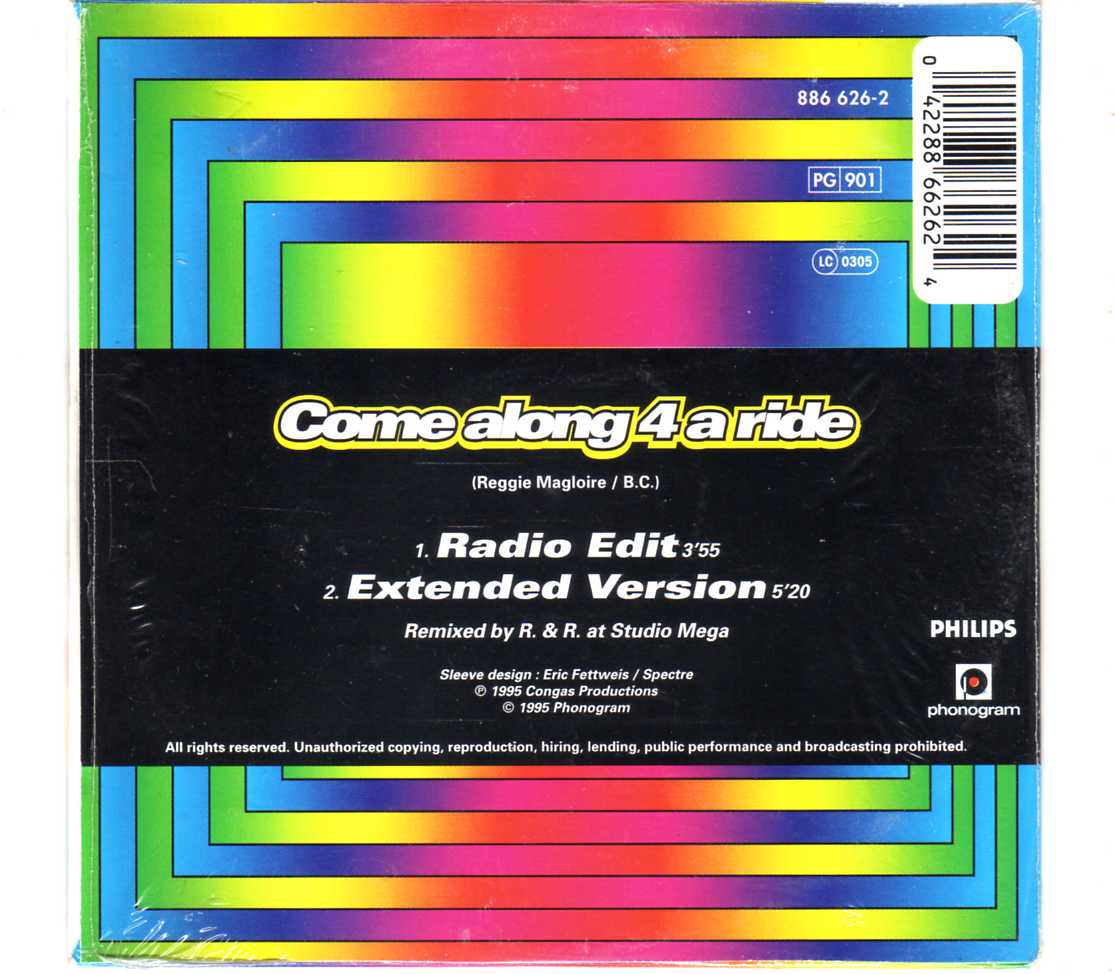 886 626-2
PG 901
LC 0305
0 42288 66262 4
Come along 4 a ride
(Reggie Magloire / B.C.)
1. Radio Edit 3'55
2. Extended Version 5'20
Remixed by R. & R. at Studio Mega
PHILIPS
Sleeve design : Eric Fettweis / Spectre
℗ 1995 Congas Productions
© 1995 Phonogram
phonogram
All rights reserved. Unauthorized copying, reproduction, hiring, lending, public performance and broadcasting prohibited.